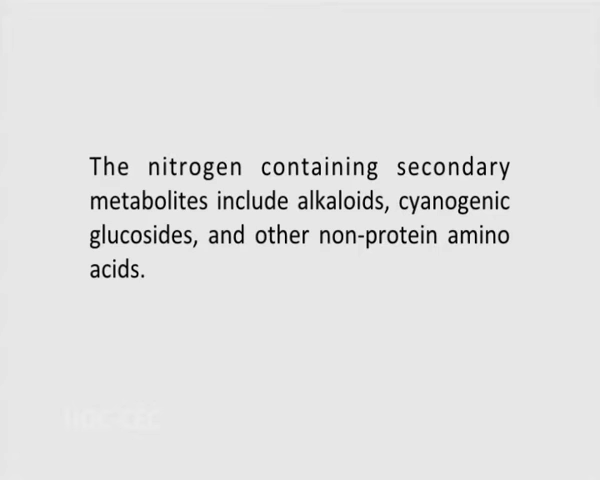 The nitrogen containing secondary
metabolites include alkaloids, cyanogenic
glucosides, and other non-protein amino
acids.